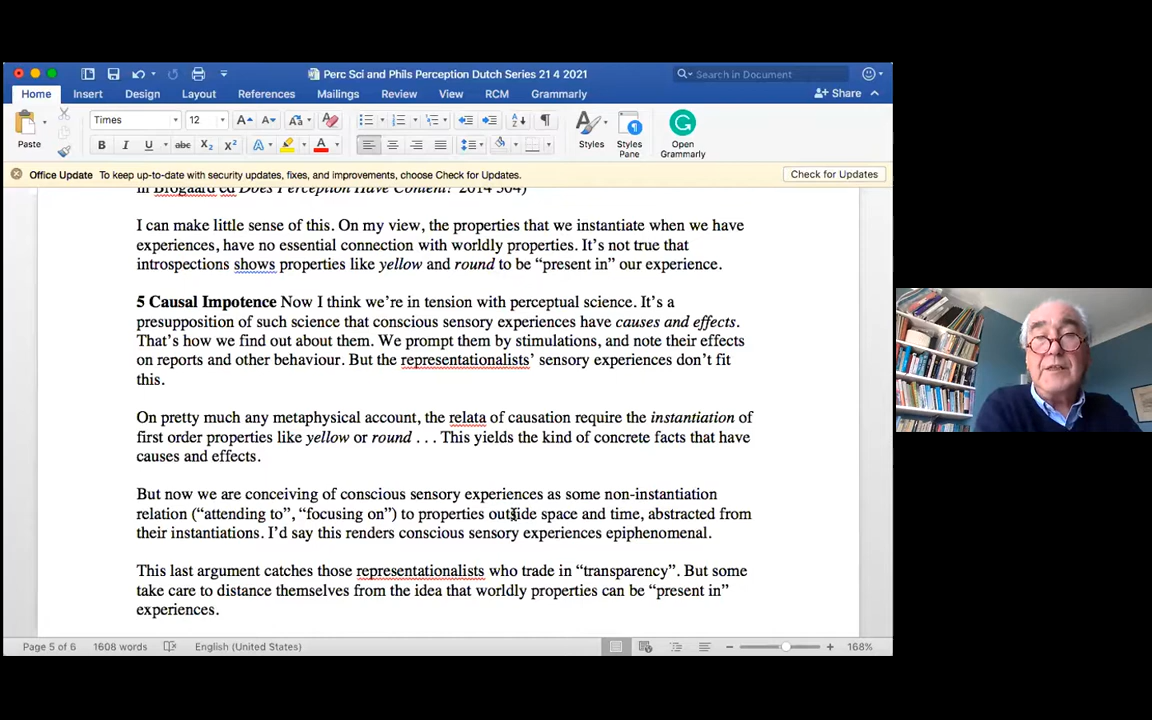 Perc Sci and Phils Perception Dutch Series 21 4 2021
Search in Document
Home Insert Design Layout References Mailings Review View RCM Grammarly
Share
Paste
Times 12
Styles Styles Pane Open Grammarly
Office Update To keep up-to-date with security updates, fixes, and improvements, choose Check for Updates. Check for Updates
in Brogaard ed Does Perception Have Content? 2014 304)
I can make little sense of this. On my view, the properties that we instantiate when we have
experiences, have no essential connection with worldly properties. It's not true that
introspections shows properties like yellow and round to be “present in” our experience.
5 Causal Impotence Now I think we're in tension with perceptual science. It's a
presupposition of such science that conscious sensory experiences have causes and effects.
That's how we find out about them. We prompt them by stimulations, and note their effects
on reports and other behaviour. But the representationalists' sensory experiences don't fit
this.
On pretty much any metaphysical account, the relata of causation require the instantiation of
first order properties like yellow or round . . . This yields the kind of concrete facts that have
causes and effects.
But now we are conceiving of conscious sensory experiences as some non-instantiation
relation (“attending to”, “focusing on”) to properties outside space and time, abstracted from
their instantiations. I'd say this renders conscious sensory experiences epiphenomenal.
This last argument catches those representationalists who trade in “transparency”. But some
take care to distance themselves from the idea that worldly properties can be “present in”
experiences.
Page 5 of 6 1608 words English (United States) 168%